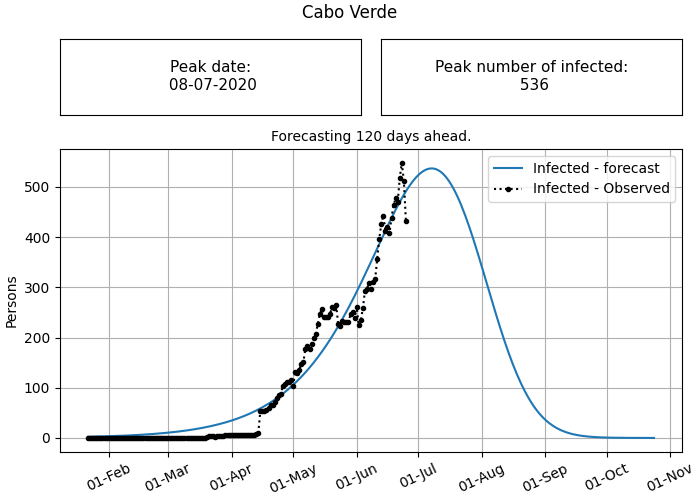 Cabo Verde
Peak date:
08-07-2020
Peak number of infected:
536
Forecasting 120 days ahead.
Infected - forecast
Infected - Observed
Persons
500
400
300
200
100
0
01-Feb
01-Mar
01-Apr
01-May
01-Jun
01-Jul
01-Aug
01-Sep
01-Oct
01-Nov